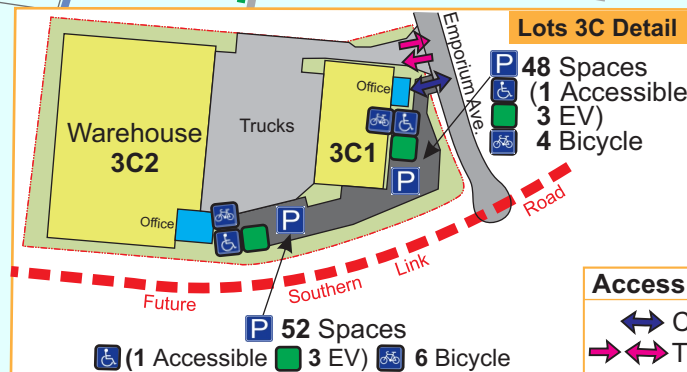 Lots 3C Detail
Emporium Ave.
P 48 Spaces
(1 Accessible
3 EV)
4 Bicycle
Office
Warehouse
3C2
Trucks
3C1
P
Office
P
Future Southern Link Road
P 52 Spaces
(1 Accessible 3 EV) 6 Bicycle
Access
C
T